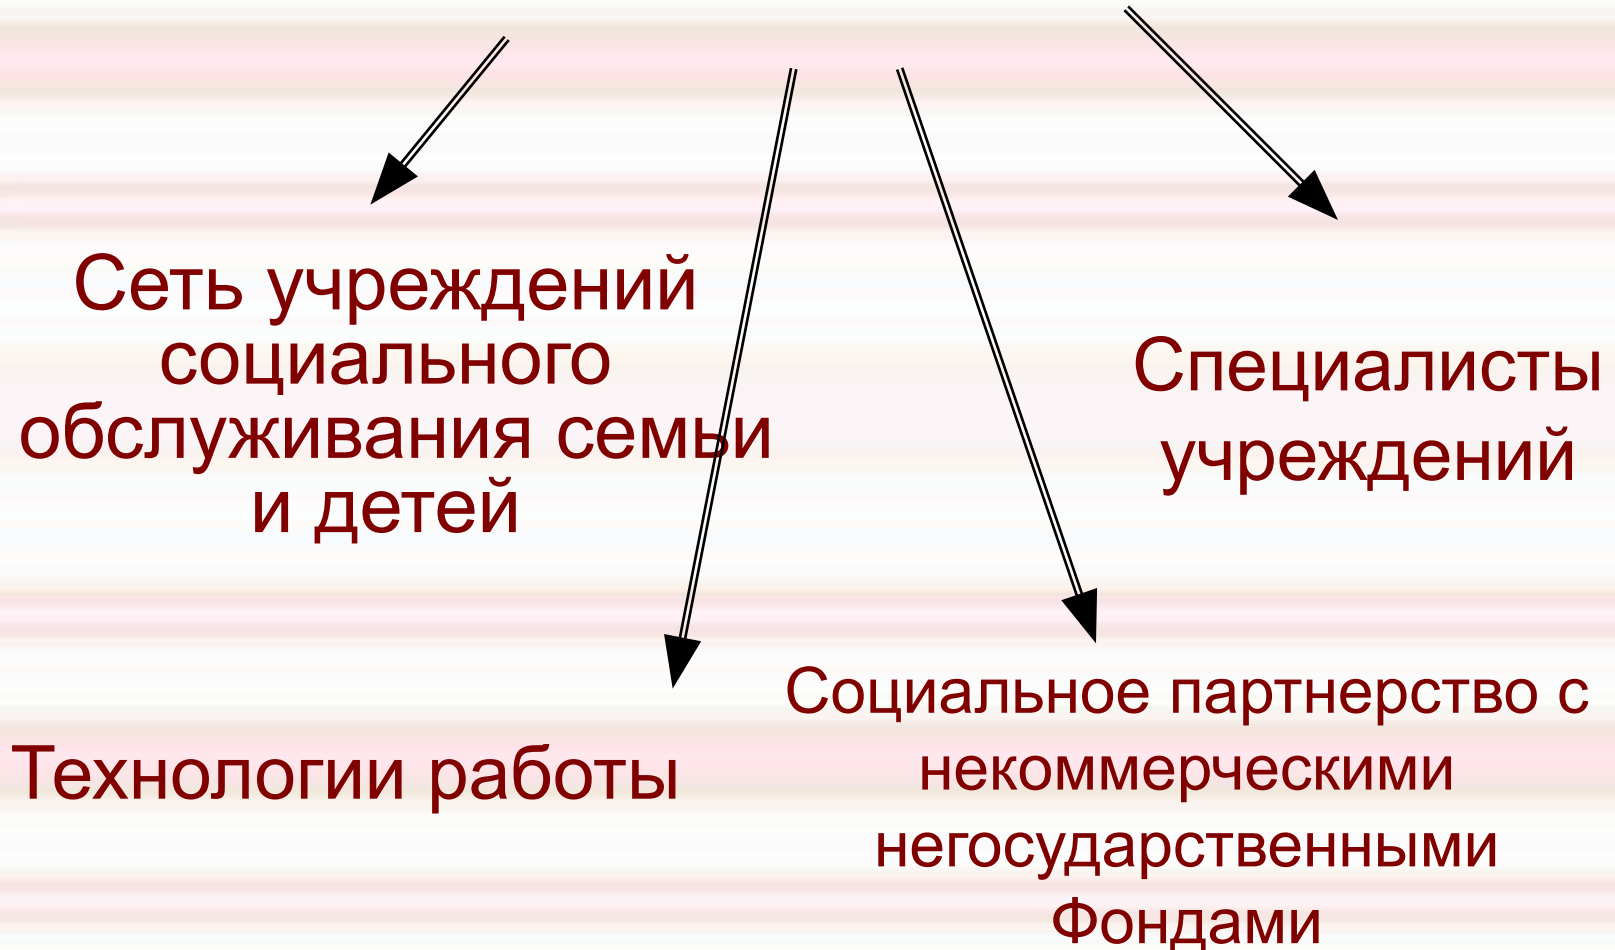 Сеть учреждений
социального
обслуживания семьи
и детей
Специалисты
учреждений
Технологии работы
Социальное партнерство с
некоммерческими
негосударственными
Фондами